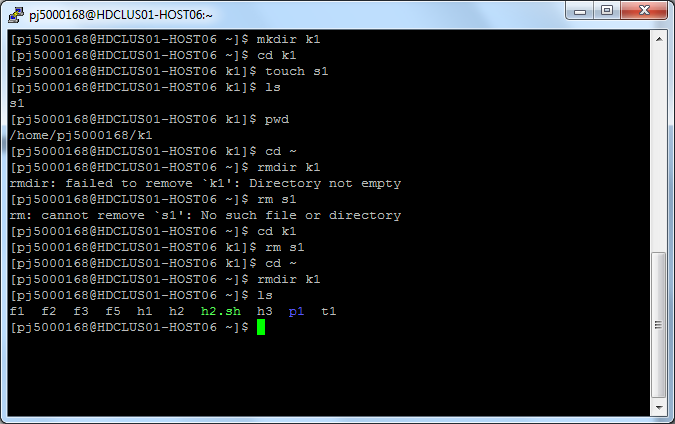 pj5000168@HDCLUS01-HOST06:~
[pj5000168@HDCLUS01-HOST06 ~]$ mkdir k1
[pj5000168@HDCLUS01-HOST06 ~]$ cd k1
[pj5000168@HDCLUS01-HOST06 k1]$ touch s1
[pj5000168@HDCLUS01-HOST06 k1]$ ls
s1
[pj5000168@HDCLUS01-HOST06 k1]$ pwd
/home/pj5000168/k1
[pj5000168@HDCLUS01-HOST06 k1]$ cd ~
[pj5000168@HDCLUS01-HOST06 ~]$ rmdir k1
rmdir: failed to remove `k1': Directory not empty
[pj5000168@HDCLUS01-HOST06 ~]$ rm s1
rm: cannot remove `s1': No such file or directory
[pj5000168@HDCLUS01-HOST06 ~]$ cd k1
[pj5000168@HDCLUS01-HOST06 k1]$ rm s1
[pj5000168@HDCLUS01-HOST06 k1]$ cd ~
[pj5000168@HDCLUS01-HOST06 ~]$ rmdir k1
[pj5000168@HDCLUS01-HOST06 ~]$ ls
f1  f2  f3  f5  h1  h2  h2.sh  h3  p1  t1
[pj5000168@HDCLUS01-HOST06 ~]$